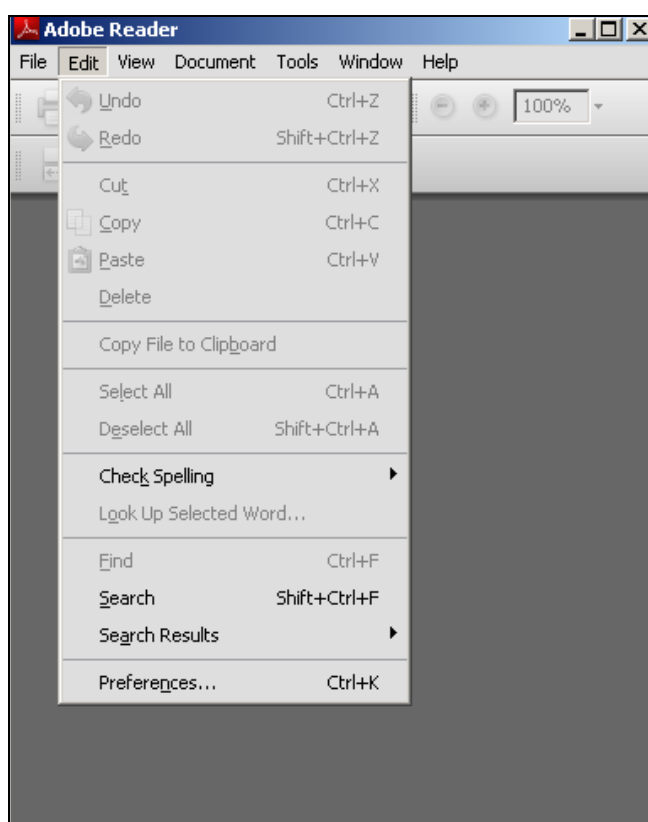 Adobe Reader
File Edit View Document Tools Window Help
100%
Undo Ctrl+Z
Redo Shift+Ctrl+Z
Cut Ctrl+X
Copy Ctrl+C
Paste Ctrl+V
Delete
Copy File to Clipboard
Select All Ctrl+A
Deselect All Shift+Ctrl+A
Check Spelling
Look Up Selected Word...
Find Ctrl+F
Search Shift+Ctrl+F
Search Results
Preferences... Ctrl+K